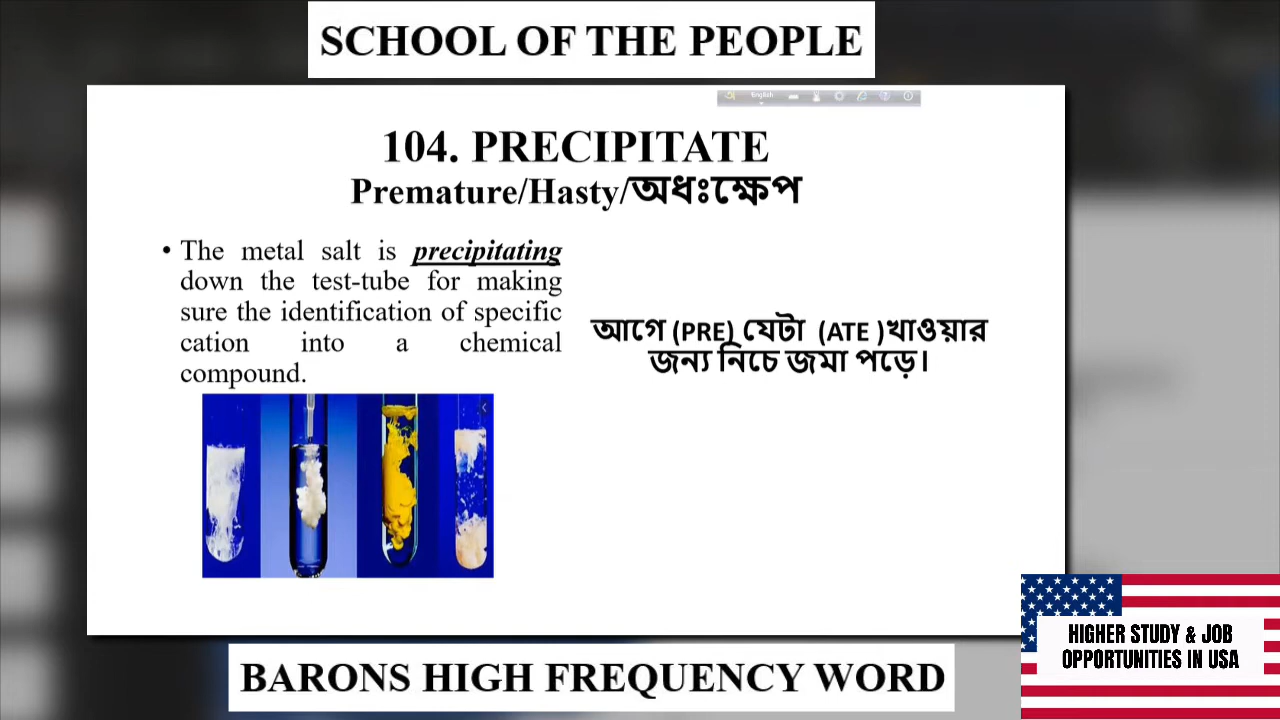 SCHOOL OF THE PEOPLE
English
104. PRECIPITATE
Premature/Hasty/অধঃক্ষেপ
• The metal salt is precipitating
down the test-tube for making
sure the identification of specific
cation into a chemical
compound.
আগে (PRE) যেটা (ATE )খাওয়ার
জন্য নিচে জমা পড়ে।
HIGHER STUDY & JOB
OPPORTUNITIES IN USA
BARONS HIGH FREQUENCY WORD